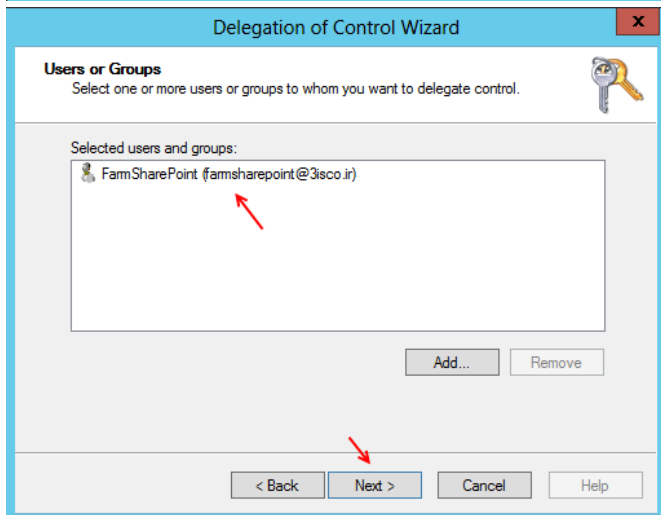 Delegation of Control Wizard
x
Users or Groups
Select one or more users or groups to whom you want to delegate control.
Selected users and groups:
FarmSharePoint (farmsharepoint@3isco.ir)
Add... Remove
< Back Next > Cancel Help